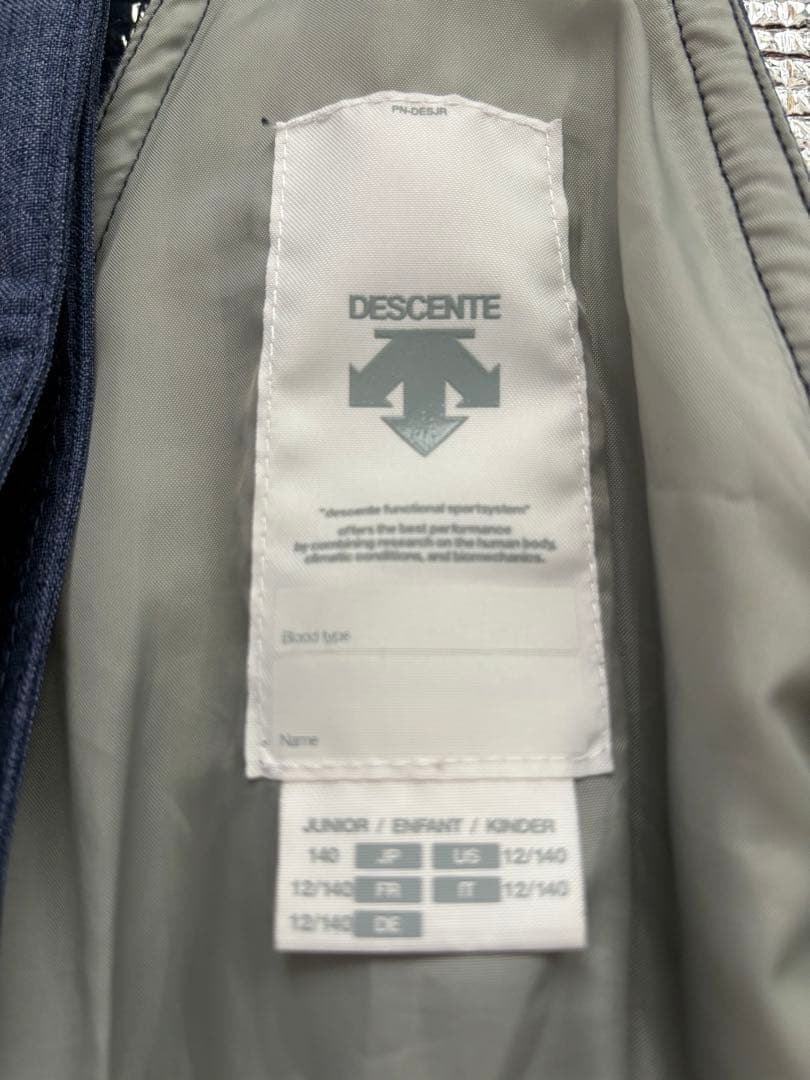 PN-DESJR
DESCENTE
"descente functional sportsystem"
offers the best performance
by combining research on the human body,
climatic conditions, and biomechanics.
Blood type
Name
JUNIOR / ENFANT / KINDER
140 JP US 12/140
12/140 FR IT 12/140
12/140 DE